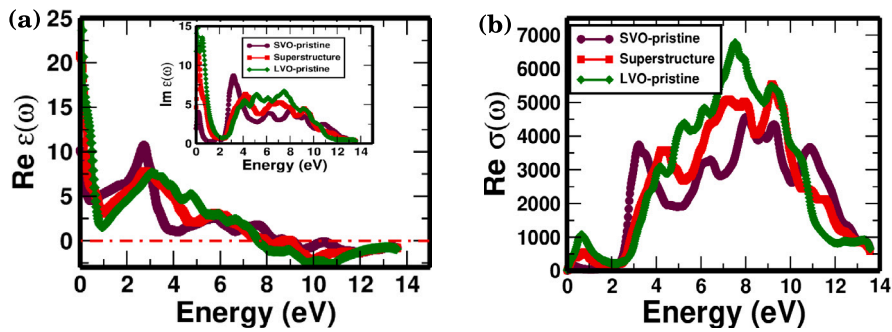 (a)
25
20
15
10
5
0
Re ε(ω)
0 2 4 6 8 10 12 14
Energy (eV)
15
10
5
0
Im ε(ω)
0 2 4 6 8 10 12 14
Energy (eV)
SVO-pristine
Superstructure
LVO-pristine
(b)
7000
6000
5000
4000
3000
2000
1000
0
Re σ(ω)
0 2 4 6 8 10 12 14
Energy (eV)
SVO-pristine
Superstructure
LVO-pristine